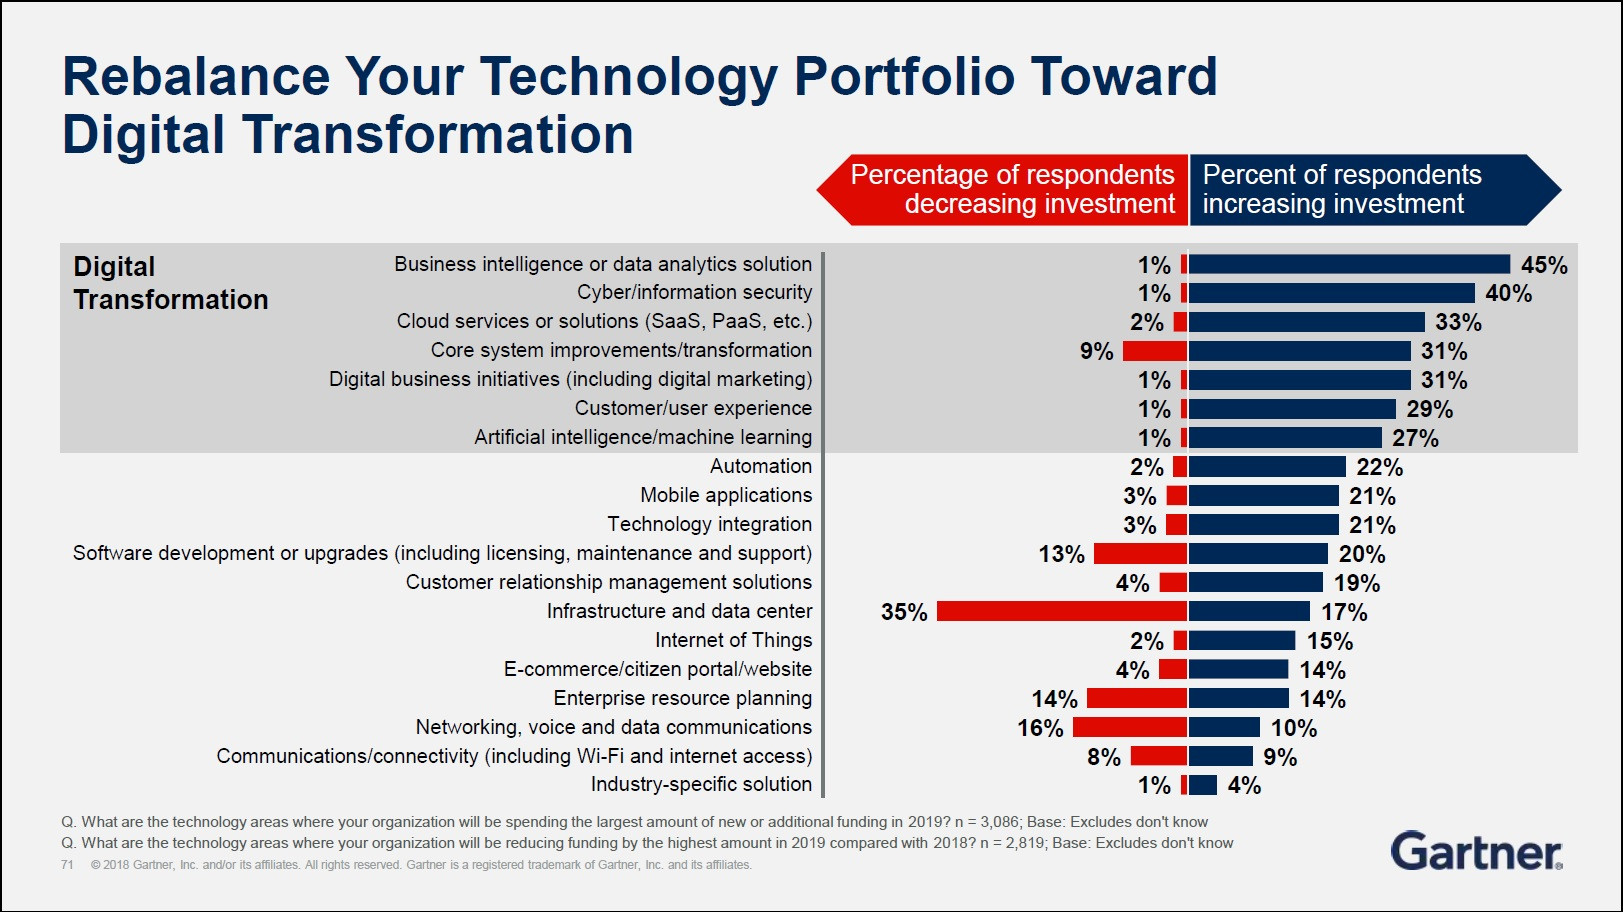 Rebalance Your Technology Portfolio Toward
Digital Transformation
Percentage of respondents
decreasing investment
Percent of respondents
increasing investment
Digital
Transformation
Business intelligence or data analytics solution 1% 45%
Cyber/information security 1% 40%
Cloud services or solutions (SaaS, PaaS, etc.) 2% 33%
Core system improvements/transformation 9% 31%
Digital business initiatives (including digital marketing) 1% 31%
Customer/user experience 1% 29%
Artificial intelligence/machine learning 1% 27%
Automation 2% 22%
Mobile applications 3% 21%
Technology integration 3% 21%
Software development or upgrades (including licensing, maintenance and support) 13% 20%
Customer relationship management solutions 4% 19%
Infrastructure and data center 35% 17%
Internet of Things 2% 15%
E-commerce/citizen portal/website 4% 14%
Enterprise resource planning 14% 14%
Networking, voice and data communications 16% 10%
Communications/connectivity (including Wi-Fi and internet access) 8% 9%
Industry-specific solution 1% 4%
Q. What are the technology areas where your organization will be spending the largest amount of new or additional funding in 2019? n = 3,086; Base: Excludes don't know
Q. What are the technology areas where your organization will be reducing funding by the highest amount in 2019 compared with 2018? n = 2,819; Base: Excludes don't know
71 © 2018 Gartner, Inc. and/or its affiliates. All rights reserved. Gartner is a registered trademark of Gartner, Inc. and its affiliates.
Gartner®